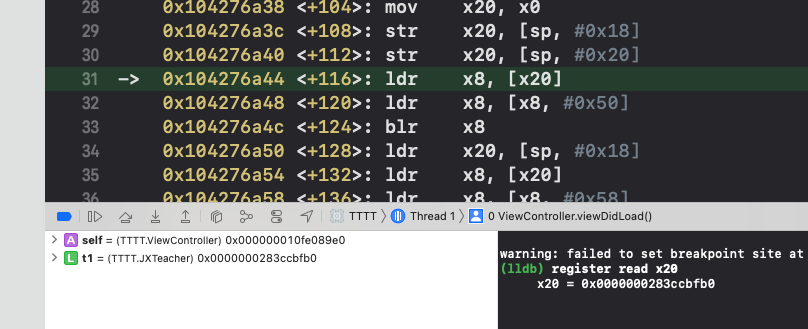 28 0x104276a38 <+104>: mov x20, x0
29 0x104276a3c <+108>: str x20, [sp, #0x18]
30 0x104276a40 <+112>: str x20, [sp, #0x20]
31 -> 0x104276a44 <+116>: ldr x8, [x20]
32 0x104276a48 <+120>: ldr x8, [x8, #0x50]
33 0x104276a4c <+124>: blr x8
34 0x104276a50 <+128>: ldr x20, [sp, #0x18]
35 0x104276a54 <+132>: ldr x8, [x20]
36 0x104276a58 <+136>: ldr x8, [x8, #0x58]
TTTT Thread 1 0 ViewController.viewDidLoad()
A self = (TTTT.ViewController) 0x000000010fe089e0
L t1 = (TTTT.JXTeacher) 0x0000000283ccbfb0
warning: failed to set breakpoint site at
(lldb) register read x20
x20 = 0x0000000283ccbfb0